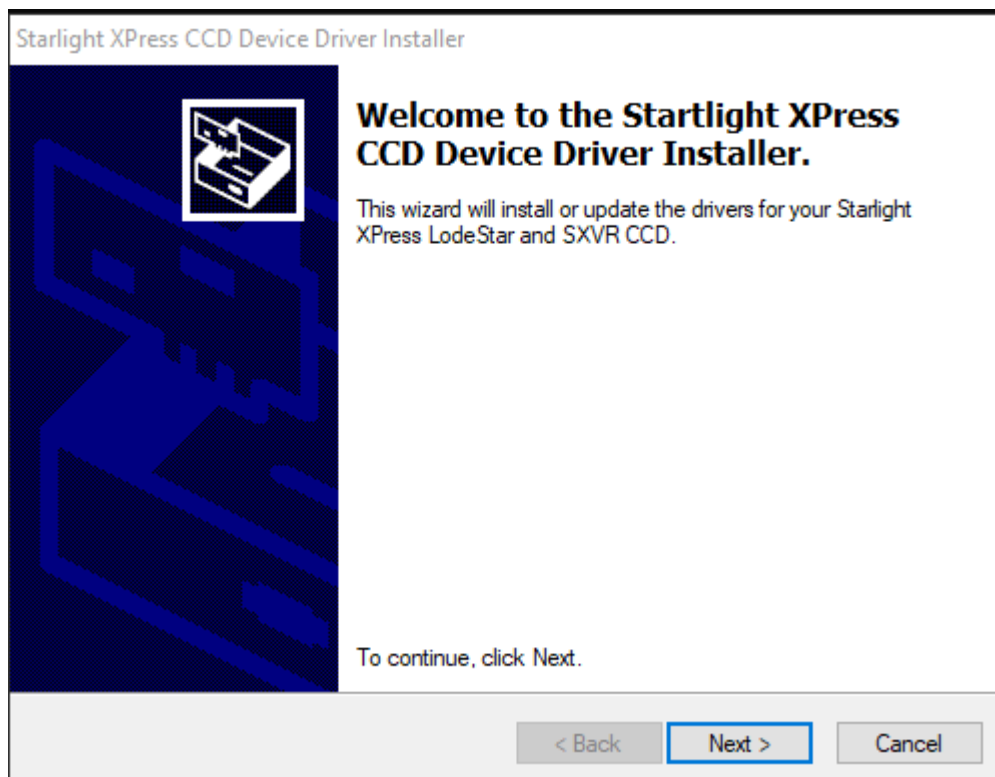 Starlight XPress CCD Device Driver Installer
Welcome to the Startlight XPress
CCD Device Driver Installer.
This wizard will install or update the drivers for your Starlight
XPress LodeStar and SXVR CCD.
To continue, click Next.
< Back
Next >
Cancel